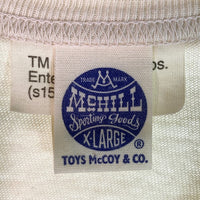 TM
Ente
(s15
os.
TRADE MARK
M
McHILL
Sporting Goods
X-LARGE
®
TOYS McCOY & CO.